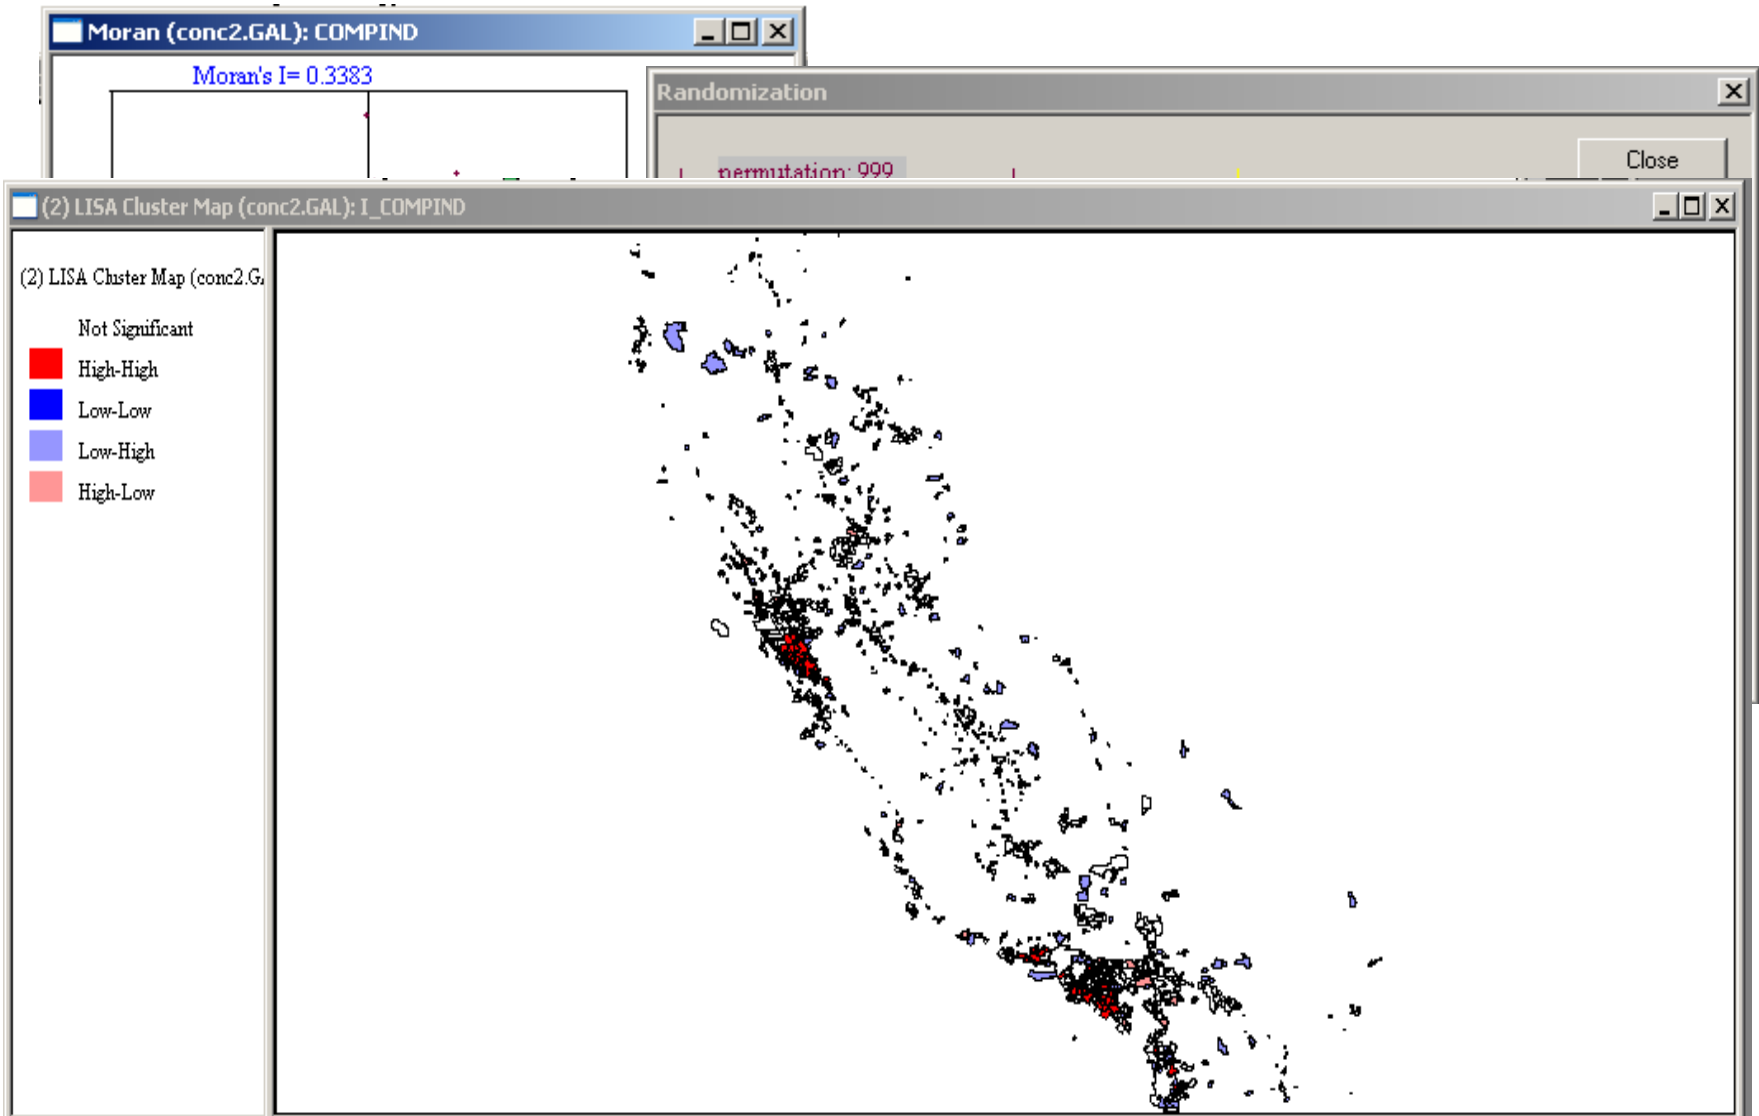 Moran (conc2.GAL): COMPIND
Moran's I= 0.3383
Randomization
Close
permutation: 999
(2) LISA Cluster Map (conc2.GAL): I_COMPIND
(2) LISA Cluster Map (conc2.GA
Not Significant
High-High
Low-Low
Low-High
High-Low